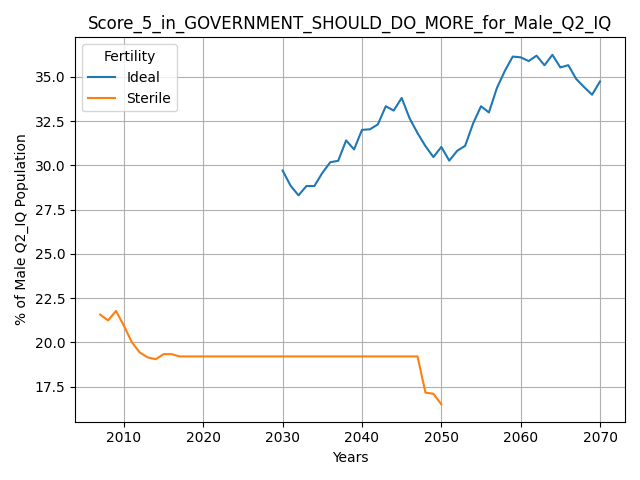 Score_5_in_GOVERNMENT_SHOULD_DO_MORE_for_Male_Q2_IQ
Fertility
Ideal
Sterile
% of Male Q2_IQ Population
35.0
32.5
30.0
27.5
25.0
22.5
20.0
17.5
2010 2020 2030 2040 2050 2060 2070
Years